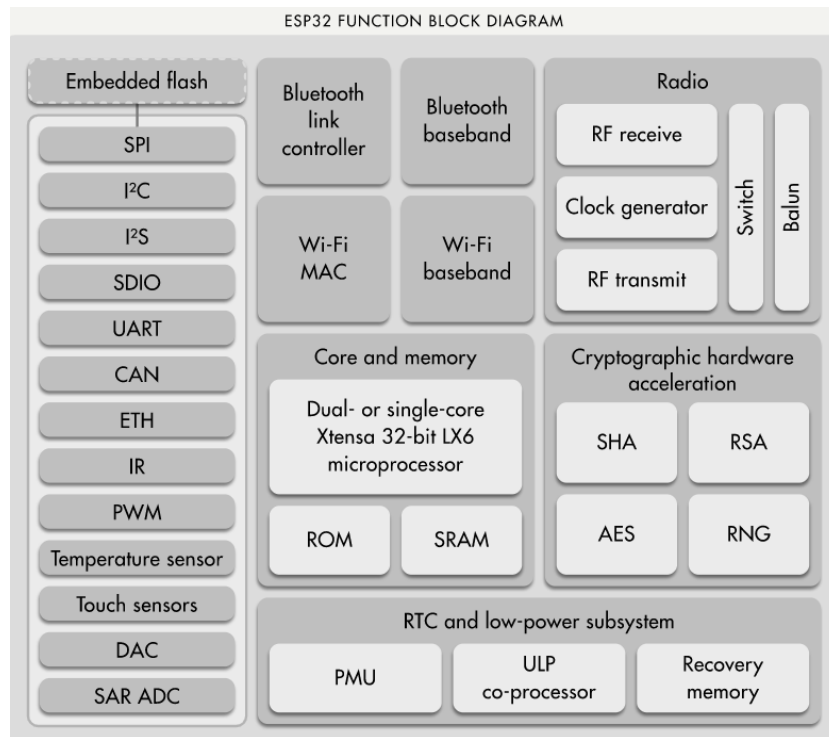 ESP32 FUNCTION BLOCK DIAGRAM
Embedded flash
SPI
I²C
I²S
SDIO
UART
CAN
ETH
IR
PWM
Temperature sensor
Touch sensors
DAC
SAR ADC
Bluetooth
link
controller
Bluetooth
baseband
Wi-Fi
MAC
Wi-Fi
baseband
Radio
RF receive
Clock generator
RF transmit
Switch
Balun
Core and memory
Dual- or single-core
Xtensa 32-bit LX6
microprocessor
ROM
SRAM
Cryptographic hardware
acceleration
SHA
RSA
AES
RNG
RTC and low-power subsystem
PMU
ULP
co-processor
Recovery
memory